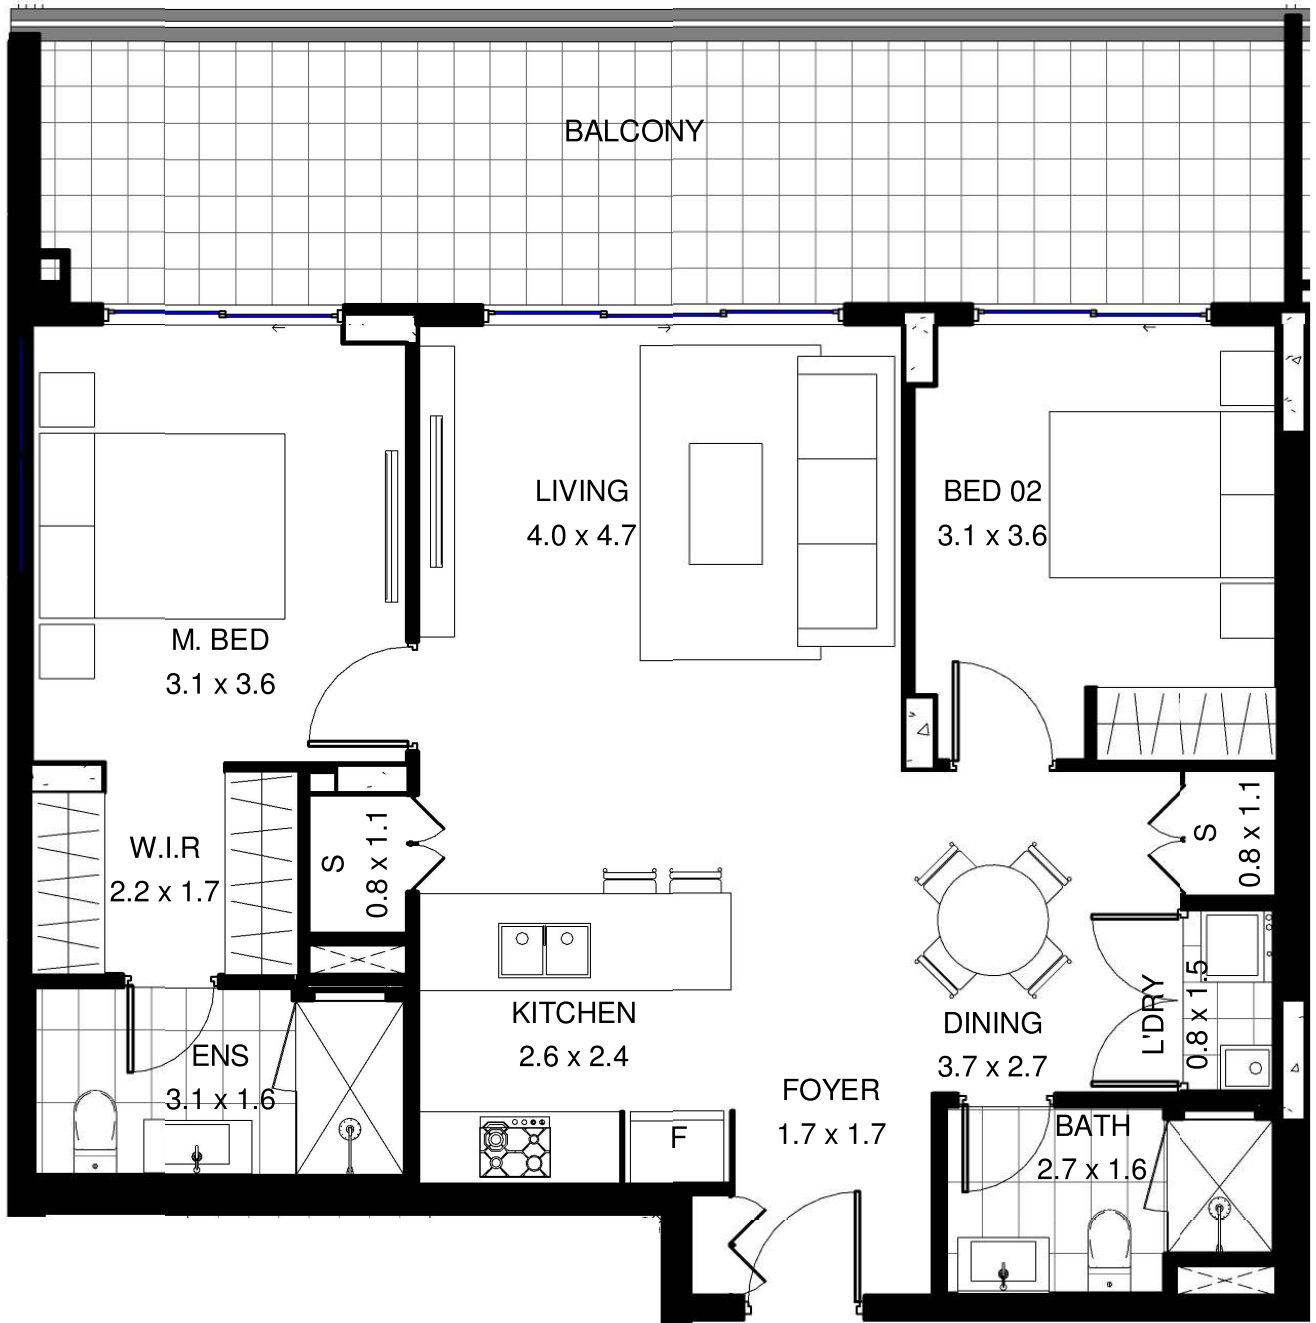 BALCONY
LIVING
4.0 x 4.7
BED 02
3.1 x 3.6
M. BED
3.1 x 3.6
W.I.R
2.2 x 1.7
S
0.8 x 1.1
S
0.8 x 1.1
KITCHEN
2.6 x 2.4
DINING
3.7 x 2.7
L'DRY
0.8 x 1.5
ENS
3.1 x 1.6
FOYER
1.7 x 1.7
F
BATH
2.7 x 1.6